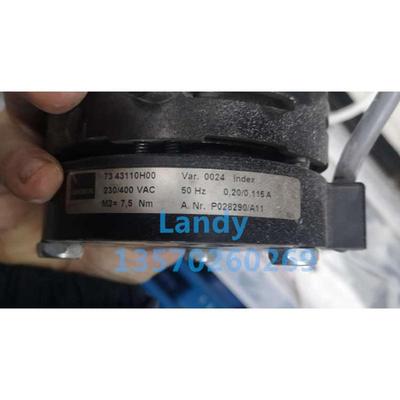 73 43110H00 Var. 0024 Index
230/400 VAC 50 Hz 0,20/0,115 A
M2= 7,5 Nm A. Nr. P028290/A11
Landy
13570260269